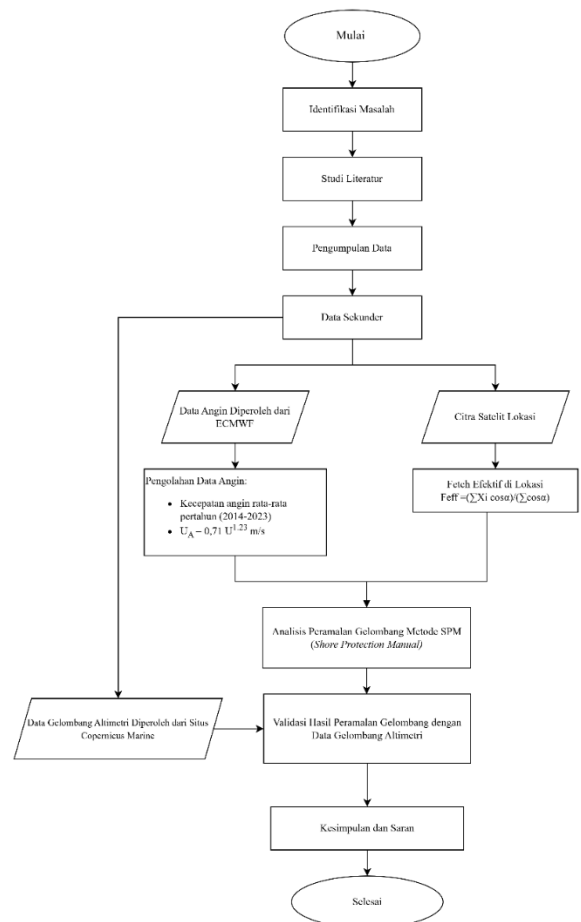 Mulai
Identifikasi Masalah
Studi Literatur
Pengumpulan Data
Data Sekunder
Data Angin Diperoleh dari
ECMWF
Citra Satelit Lokasi
Pengolahan Data Angin:
• Kecepatan angin rata-rata
pertahun (2014-2023)
• U_A = 0,71 U^1.23 m/s
Fetch Efektif di Lokasi
Feff =(∑Xi cosα)/(∑cosα)
Analisis Peramalan Gelombang Metode SPM
(Shore Protection Manual)
Data Gelombang Altimetri Diperoleh dari Situs
Copernicus Marine
Validasi Hasil Peramalan Gelombang dengan
Data Gelombang Altimetri
Kesimpulan dan Saran
Selesai